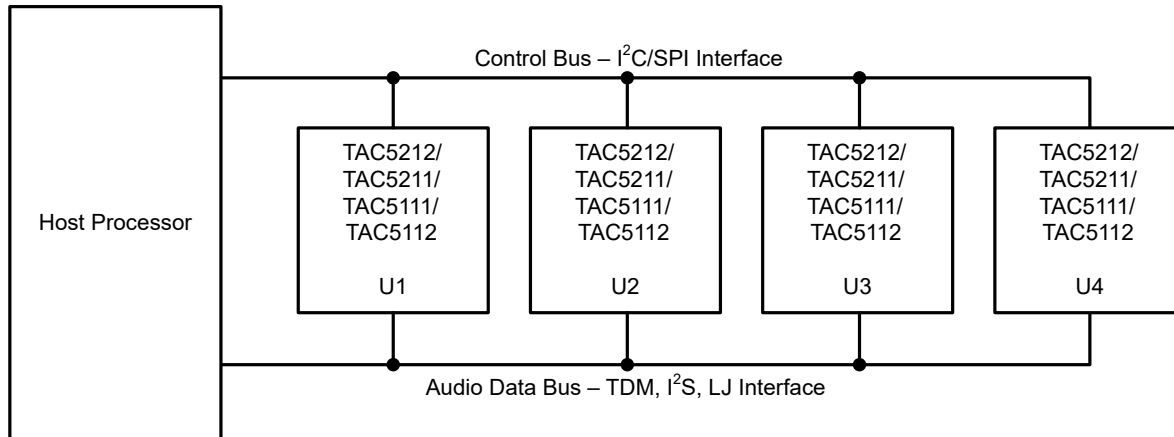 Control Bus – I²C/SPI Interface
Host Processor
TAC5212/
TAC5211/
TAC5111/
TAC5112
U1
TAC5212/
TAC5211/
TAC5111/
TAC5112
U2
TAC5212/
TAC5211/
TAC5111/
TAC5112
U3
TAC5212/
TAC5211/
TAC5111/
TAC5112
U4
Audio Data Bus – TDM, I²S, LJ Interface